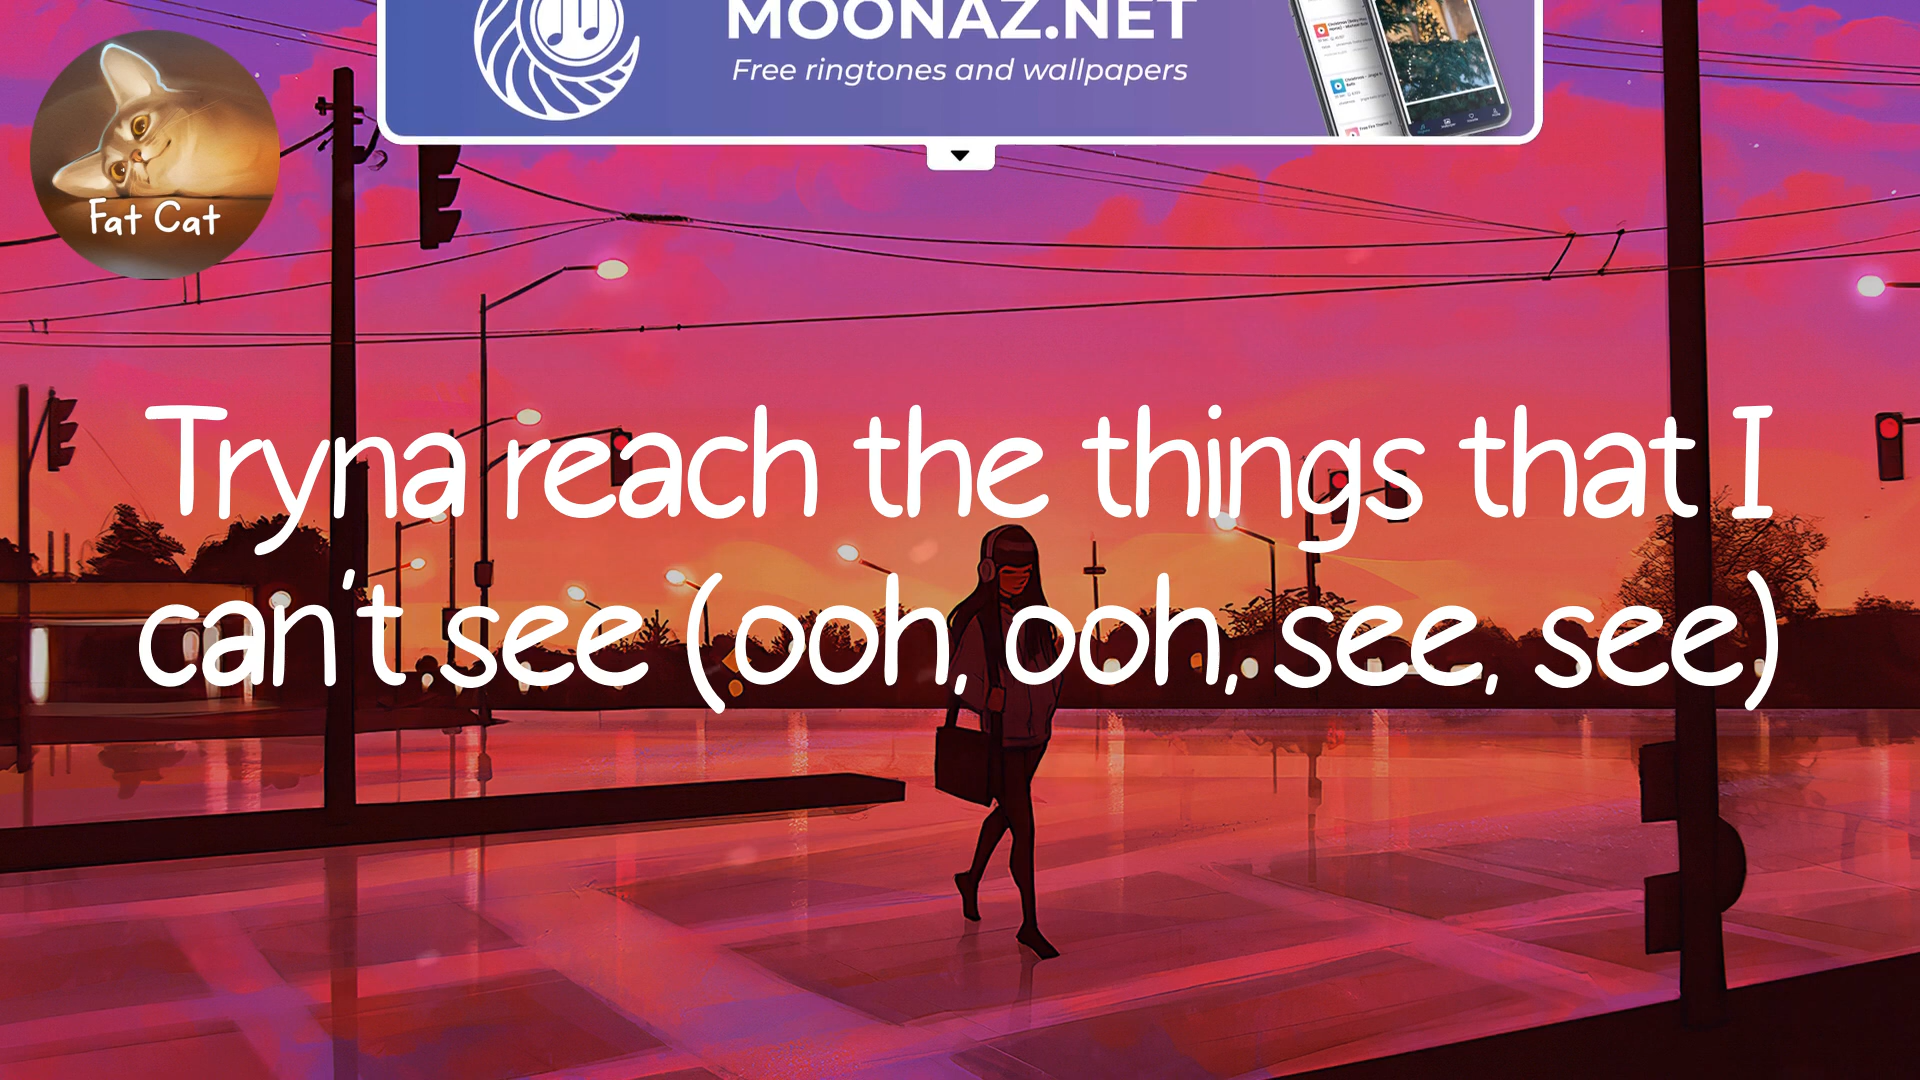 MOONAZ.NET
Free ringtones and wallpapers
Fat Cat
Tryna reach the things that I
can't see (ooh, ooh, see, see)